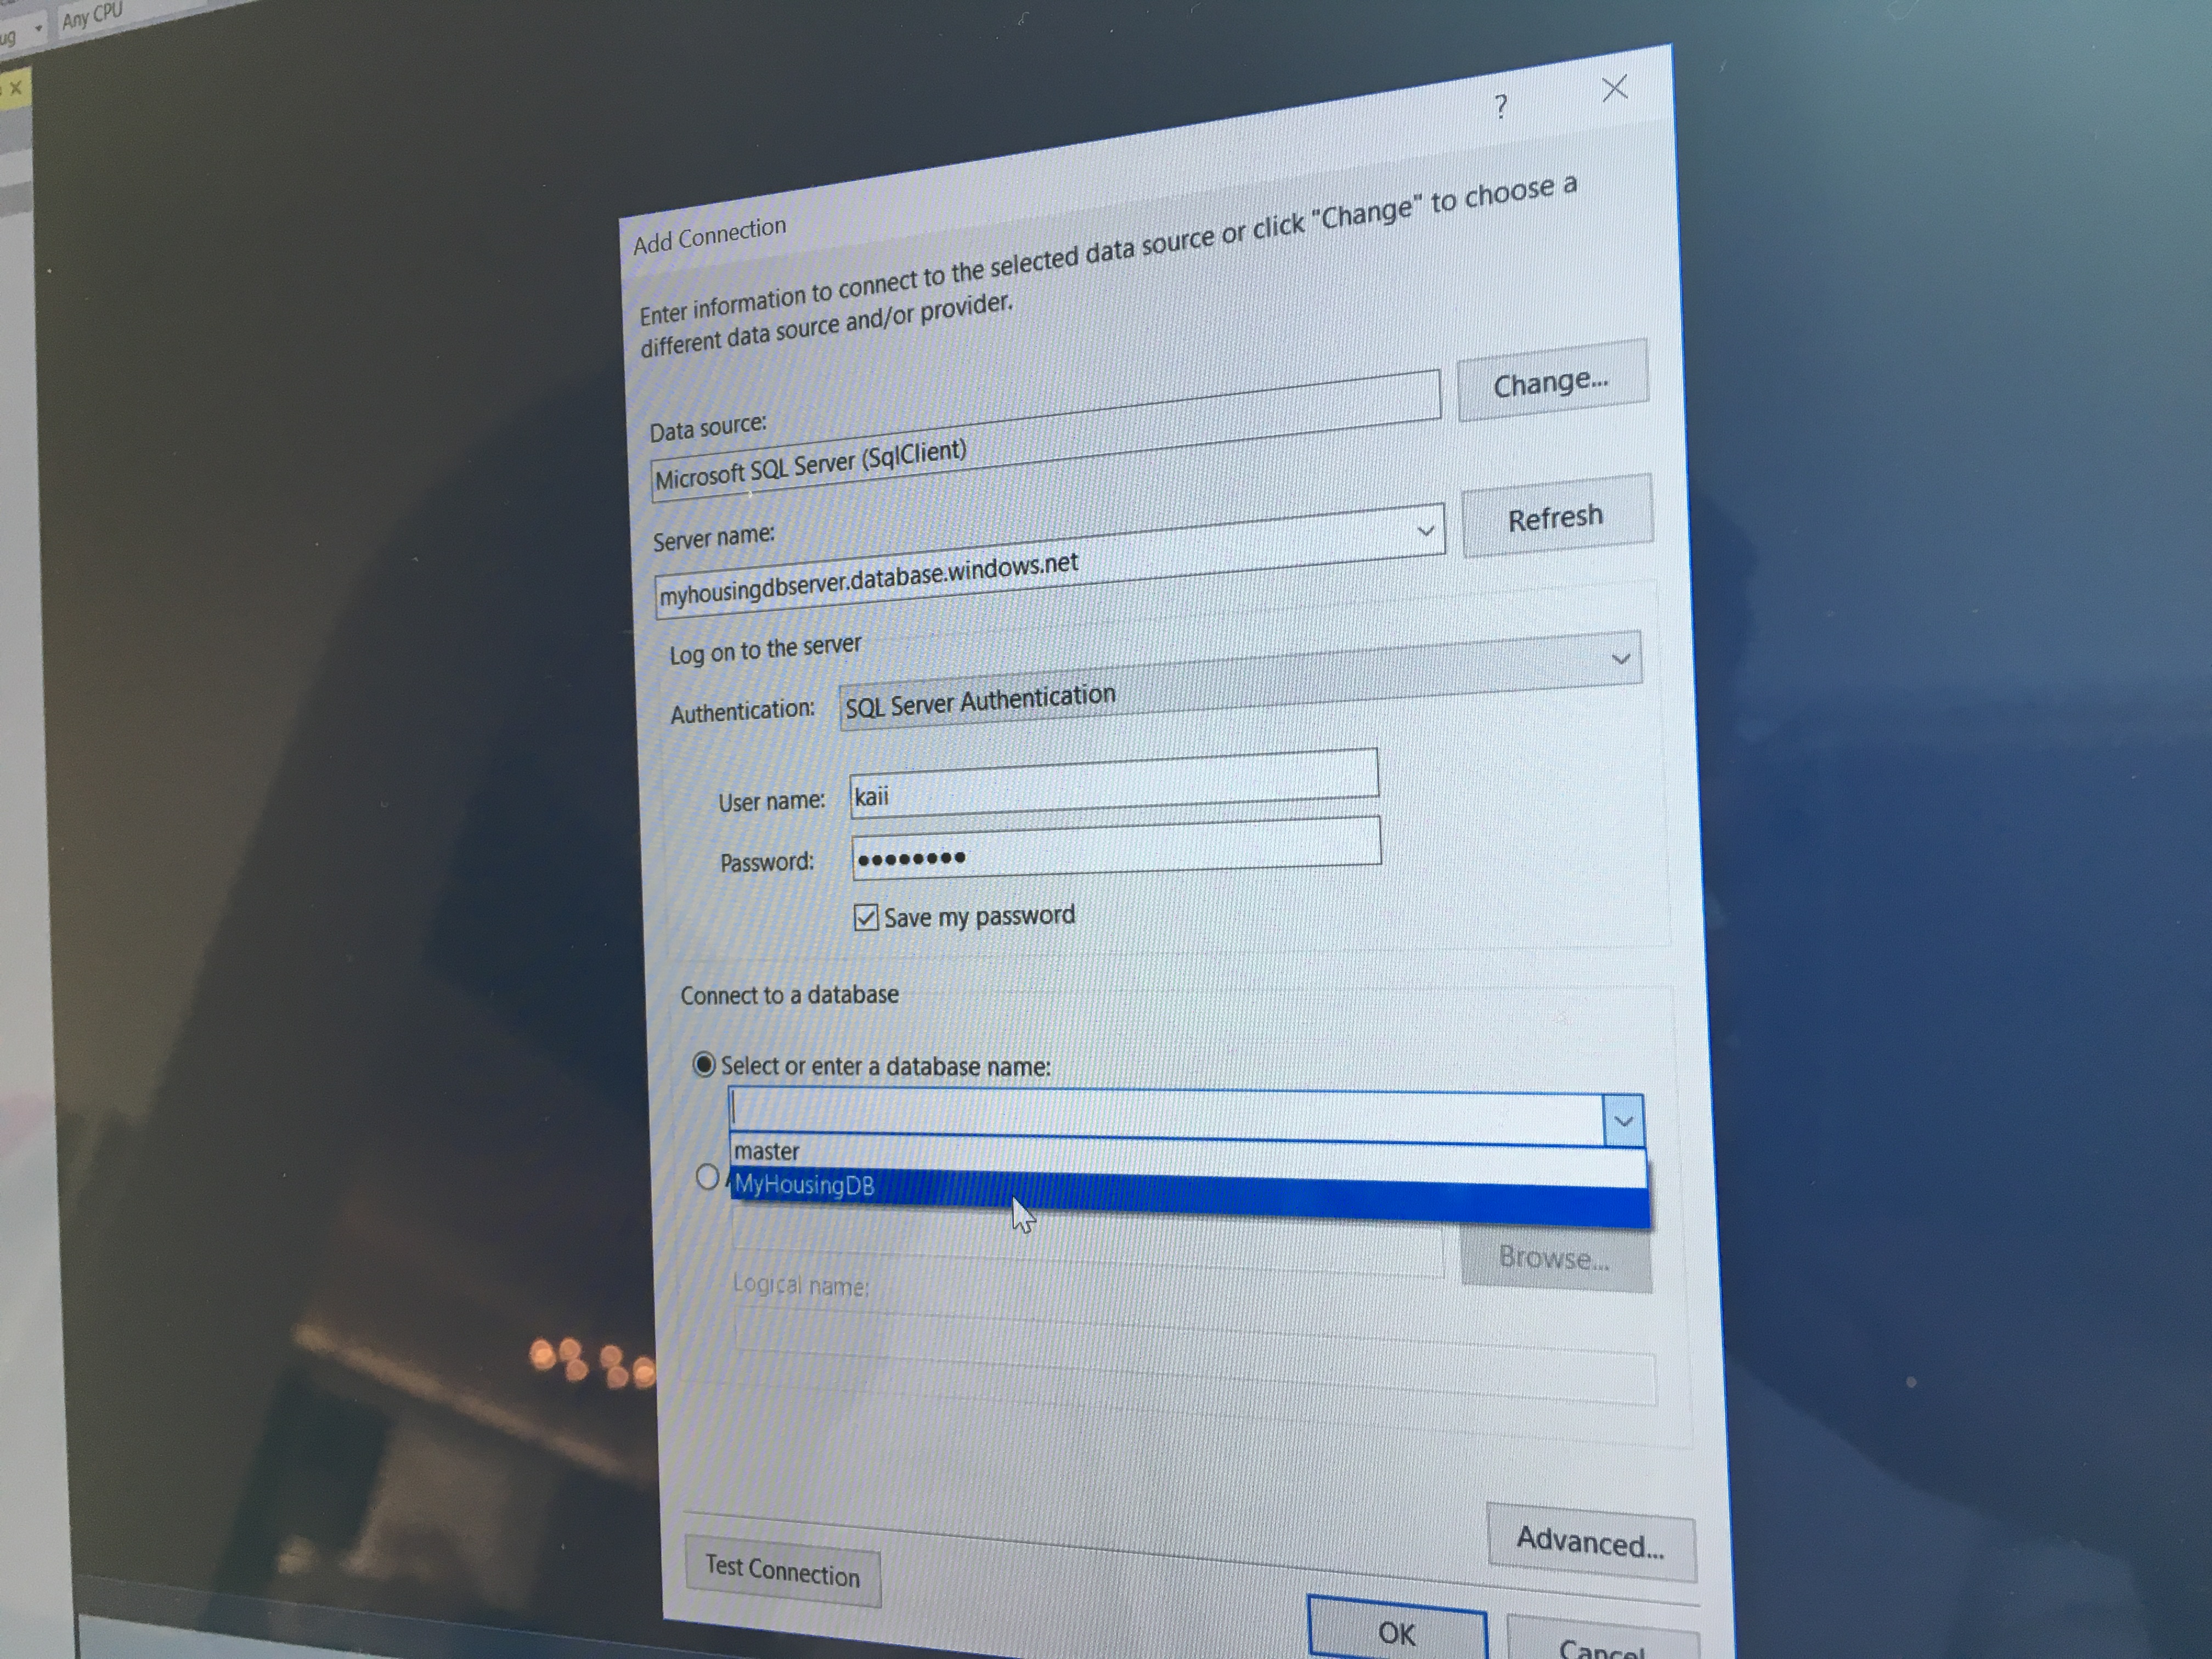 Any CPU
?
Add Connection
Enter information to connect to the selected data source or click "Change" to choose a
different data source and/or provider.
Data source:
Microsoft SQL Server (SqlClient)
Change...
Server name:
myhousingdbserver.database.windows.net
Refresh
Log on to the server
Authentication: SQL Server Authentication
User name: kaii
Password: ••••••••
Save my password
Connect to a database
Select or enter a database name:
master
MyHousingDB
Browse...
Logical name:
Advanced...
Test Connection
OK
Cancel